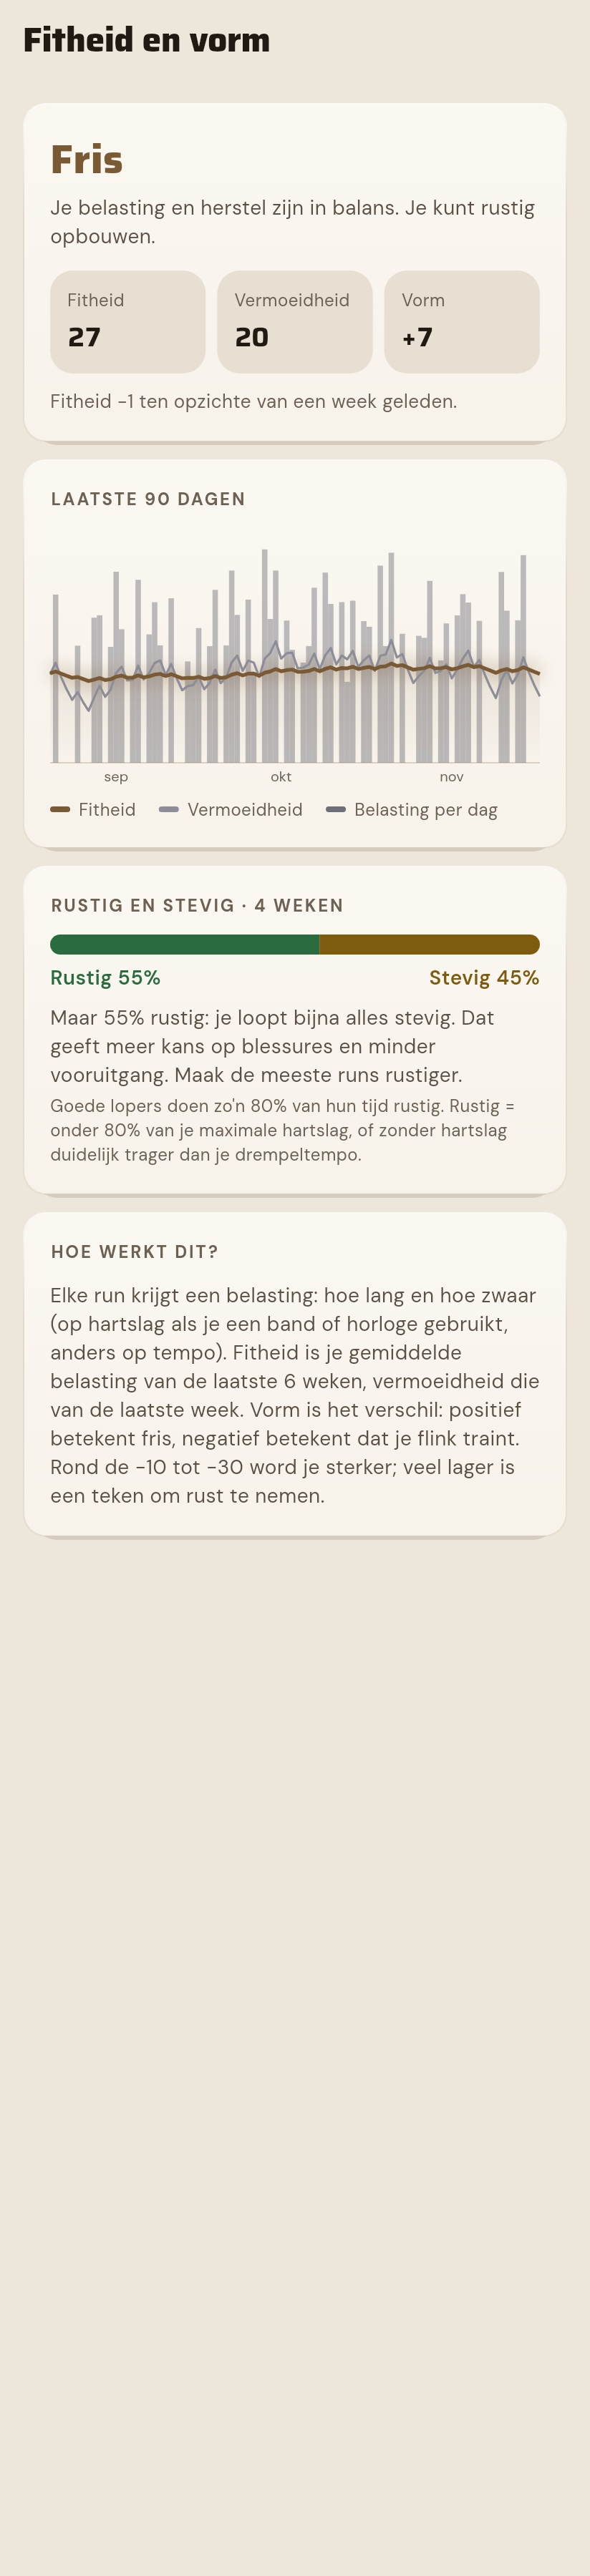 Fitheid en vorm
Fris
Je belasting en herstel zijn in balans. Je kunt rustig
opbouwen.
Fitheid
27
Vermoeidheid
20
Vorm
+7
Fitheid -1 ten opzichte van een week geleden.
LAATSTE 90 DAGEN
sep okt nov
Fitheid Vermoeidheid Belasting per dag
RUSTIG EN STEVIG · 4 WEKEN
Rustig 55% Stevig 45%
Maar 55% rustig: je loopt bijna alles stevig. Dat
geeft meer kans op blessures en minder
vooruitgang. Maak de meeste runs rustiger.
Goede lopers doen zo'n 80% van hun tijd rustig. Rustig =
onder 80% van je maximale hartslag, of zonder hartslag
duidelijk trager dan je drempeltempo.
HOE WERKT DIT?
Elke run krijgt een belasting: hoe lang en hoe zwaar
(op hartslag als je een band of horloge gebruikt,
anders op tempo). Fitheid is je gemiddelde
belasting van de laatste 6 weken, vermoeidheid die
van de laatste week. Vorm is het verschil: positief
betekent fris, negatief betekent dat je flink traint.
Rond de -10 tot -30 word je sterker; veel lager is
een teken om rust te nemen.